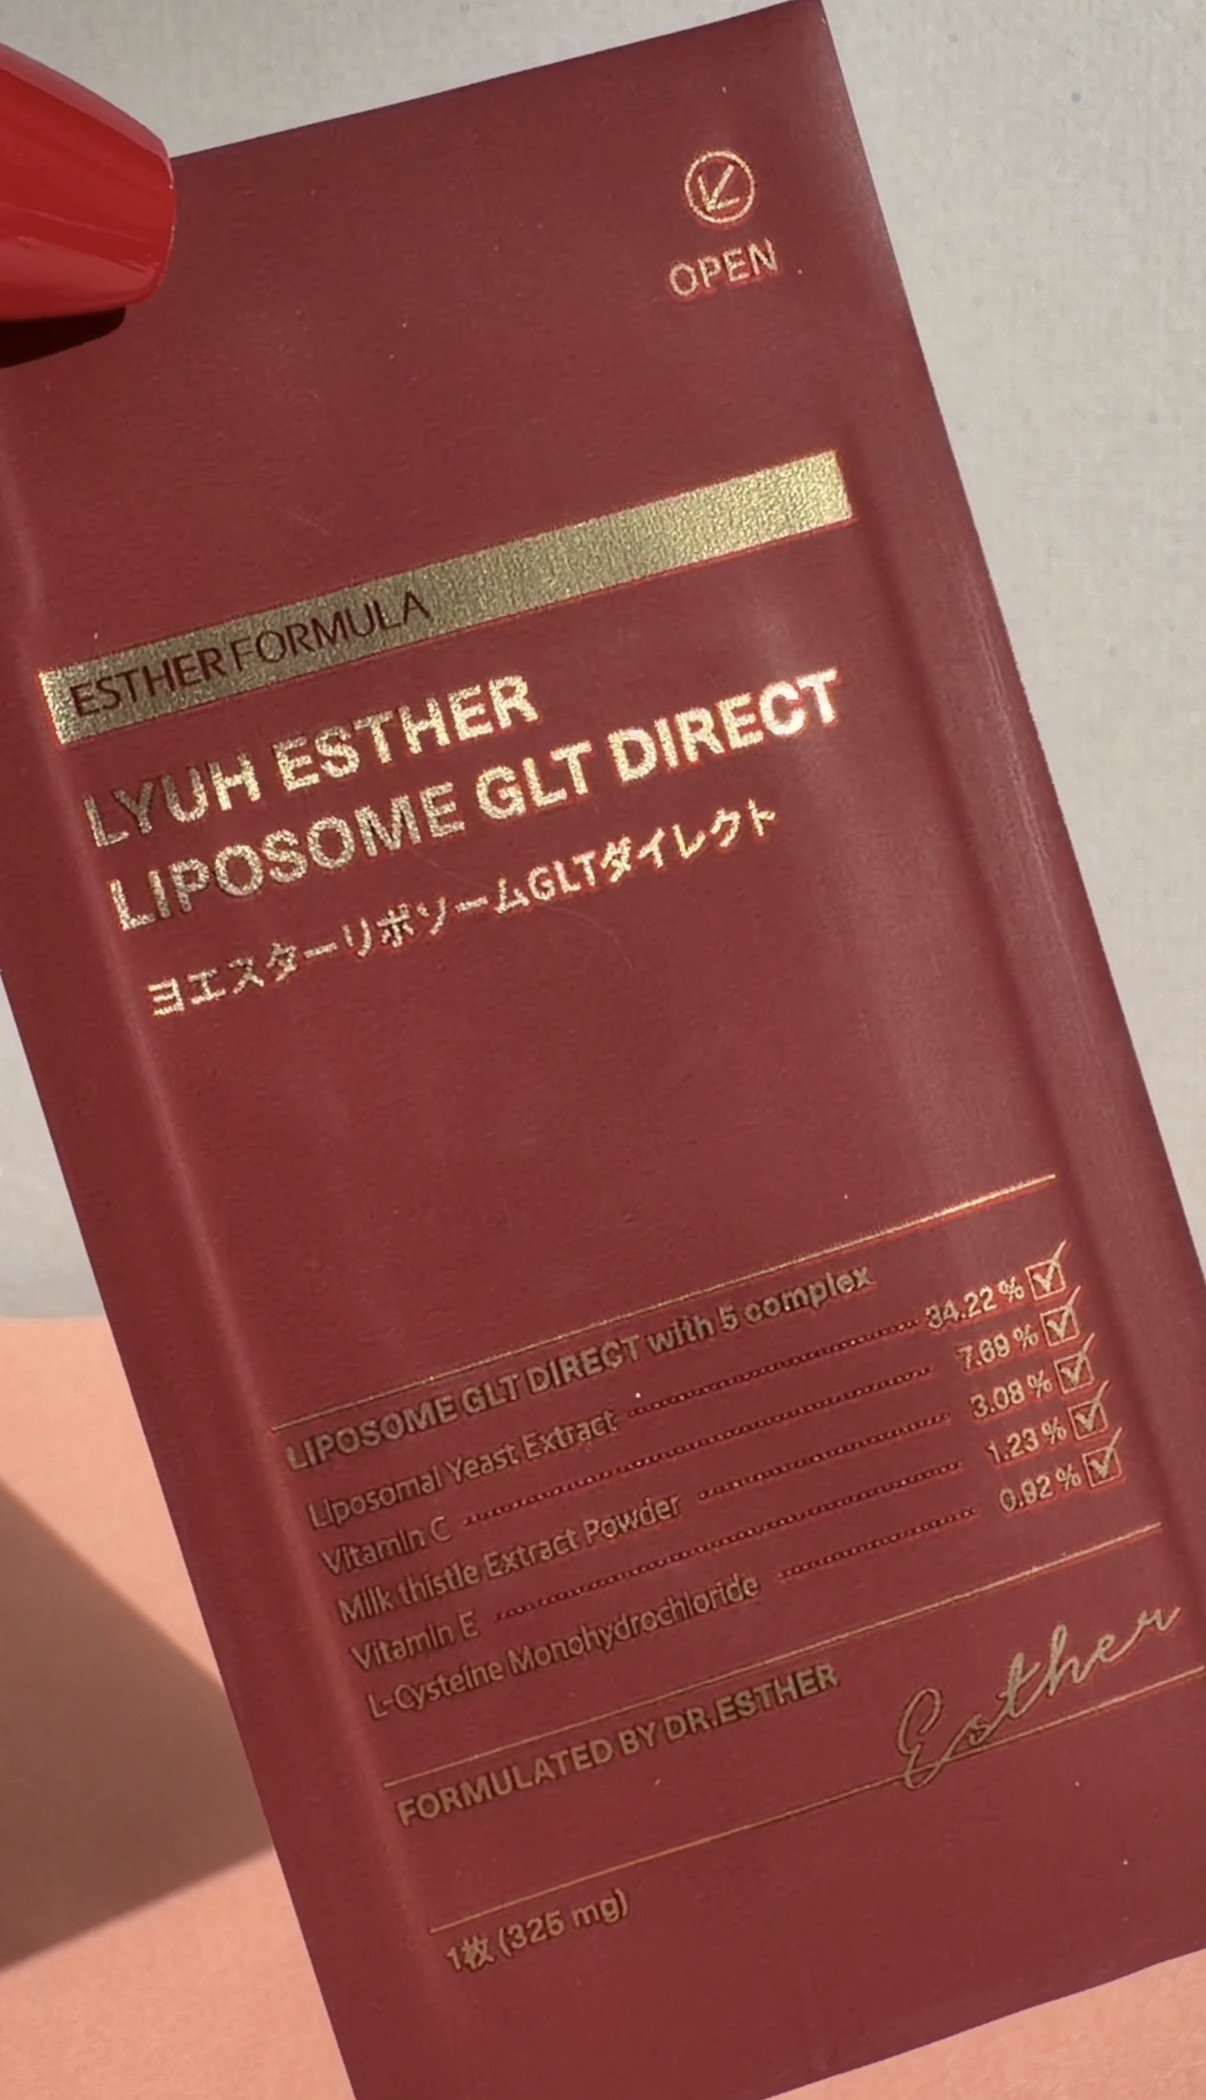 OPEN
ESTHER FORMULA
LYUH ESTHER
LIPOSOME GLT DIRECT
ヨエスターリポソームGLTダイレクト
LIPOSOME GLT DIRECT with 5 complex
Liposomal Yeast Extract 34.22 %
Vitamin C 7.69 %
Milk thistle Extract Powder 3.08 %
Vitamin E 1.23 %
L-Cysteine Monohydrochloride 0.92 %
FORMULATED BY DR.ESTHER
Esther
1枚 (325 mg)